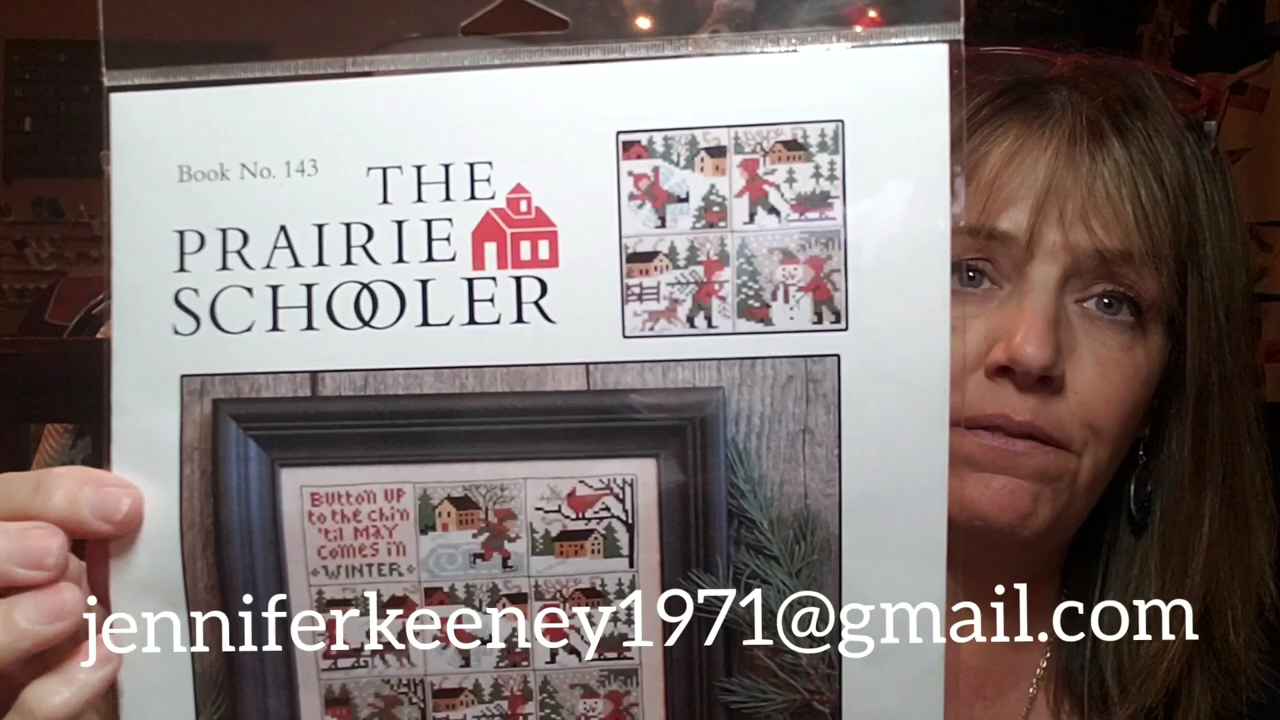 Book No. 143
THE
PRAIRIE
SCHOOLER
BUTTON UP
to the chin
'til MAY
comes in
WINTER
jenniferkeeney1971@gmail.com